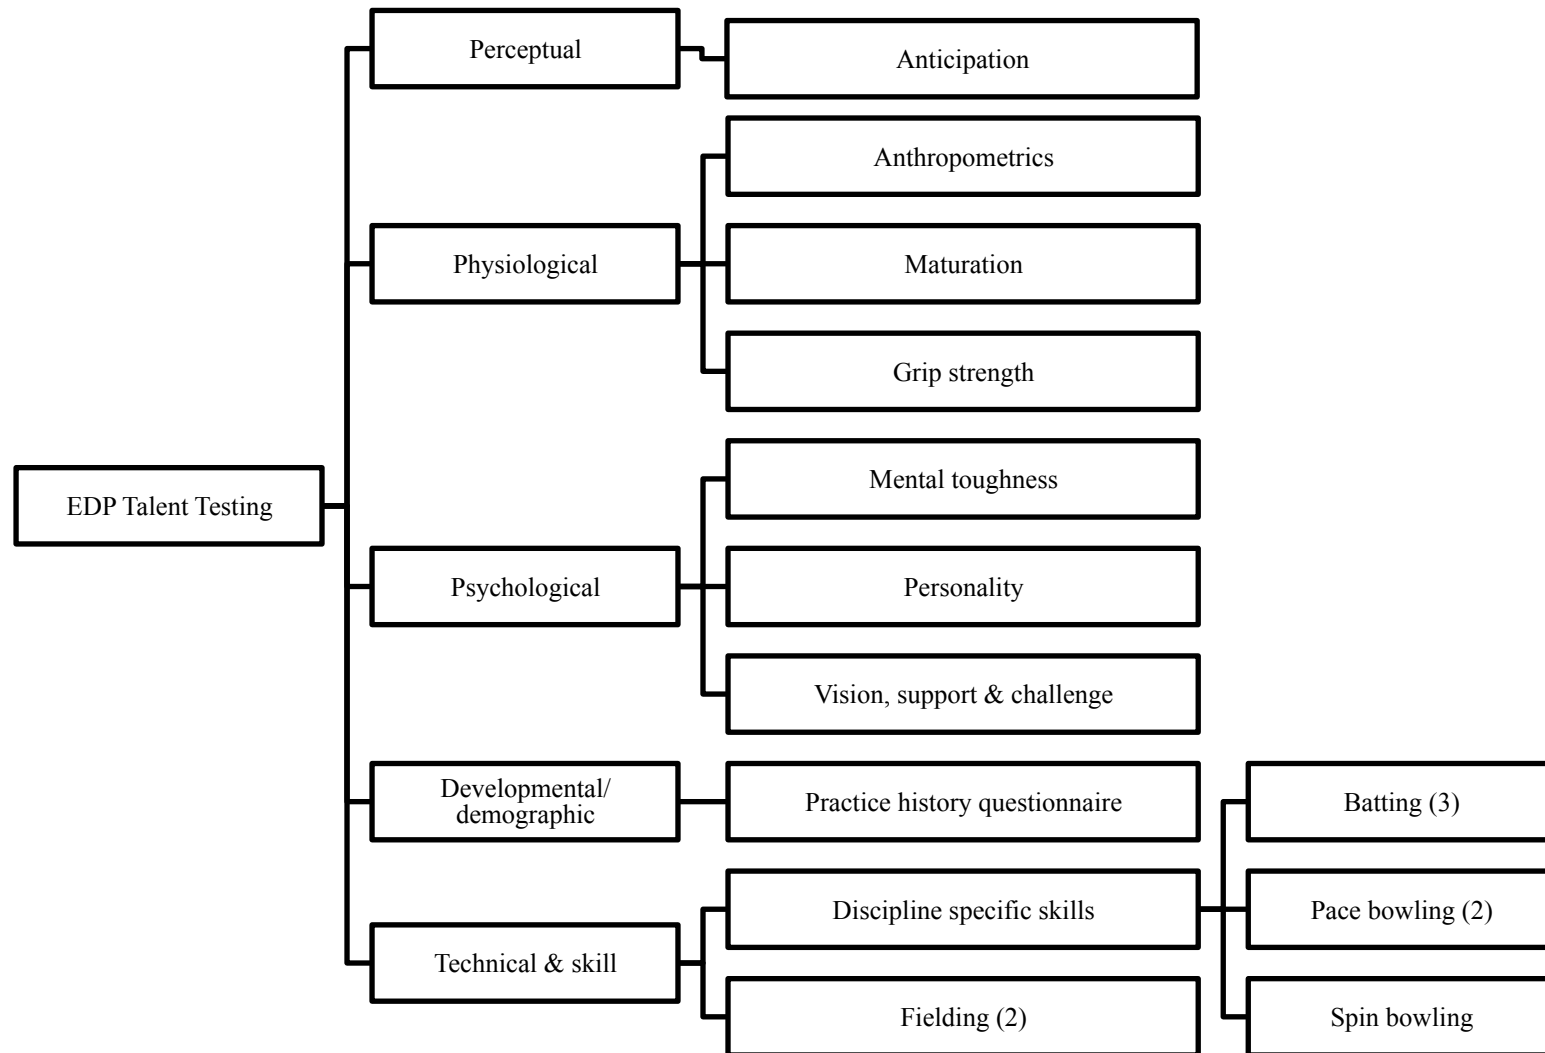 Perceptual
Anticipation
Anthropometrics
Physiological
Maturation
Grip strength
EDP Talent Testing
Mental toughness
Psychological
Personality
Vision, support & challenge
Developmental/
demographic
Practice history questionnaire
Batting (3)
Discipline specific skills
Pace bowling (2)
Technical & skill
Fielding (2)
Spin bowling